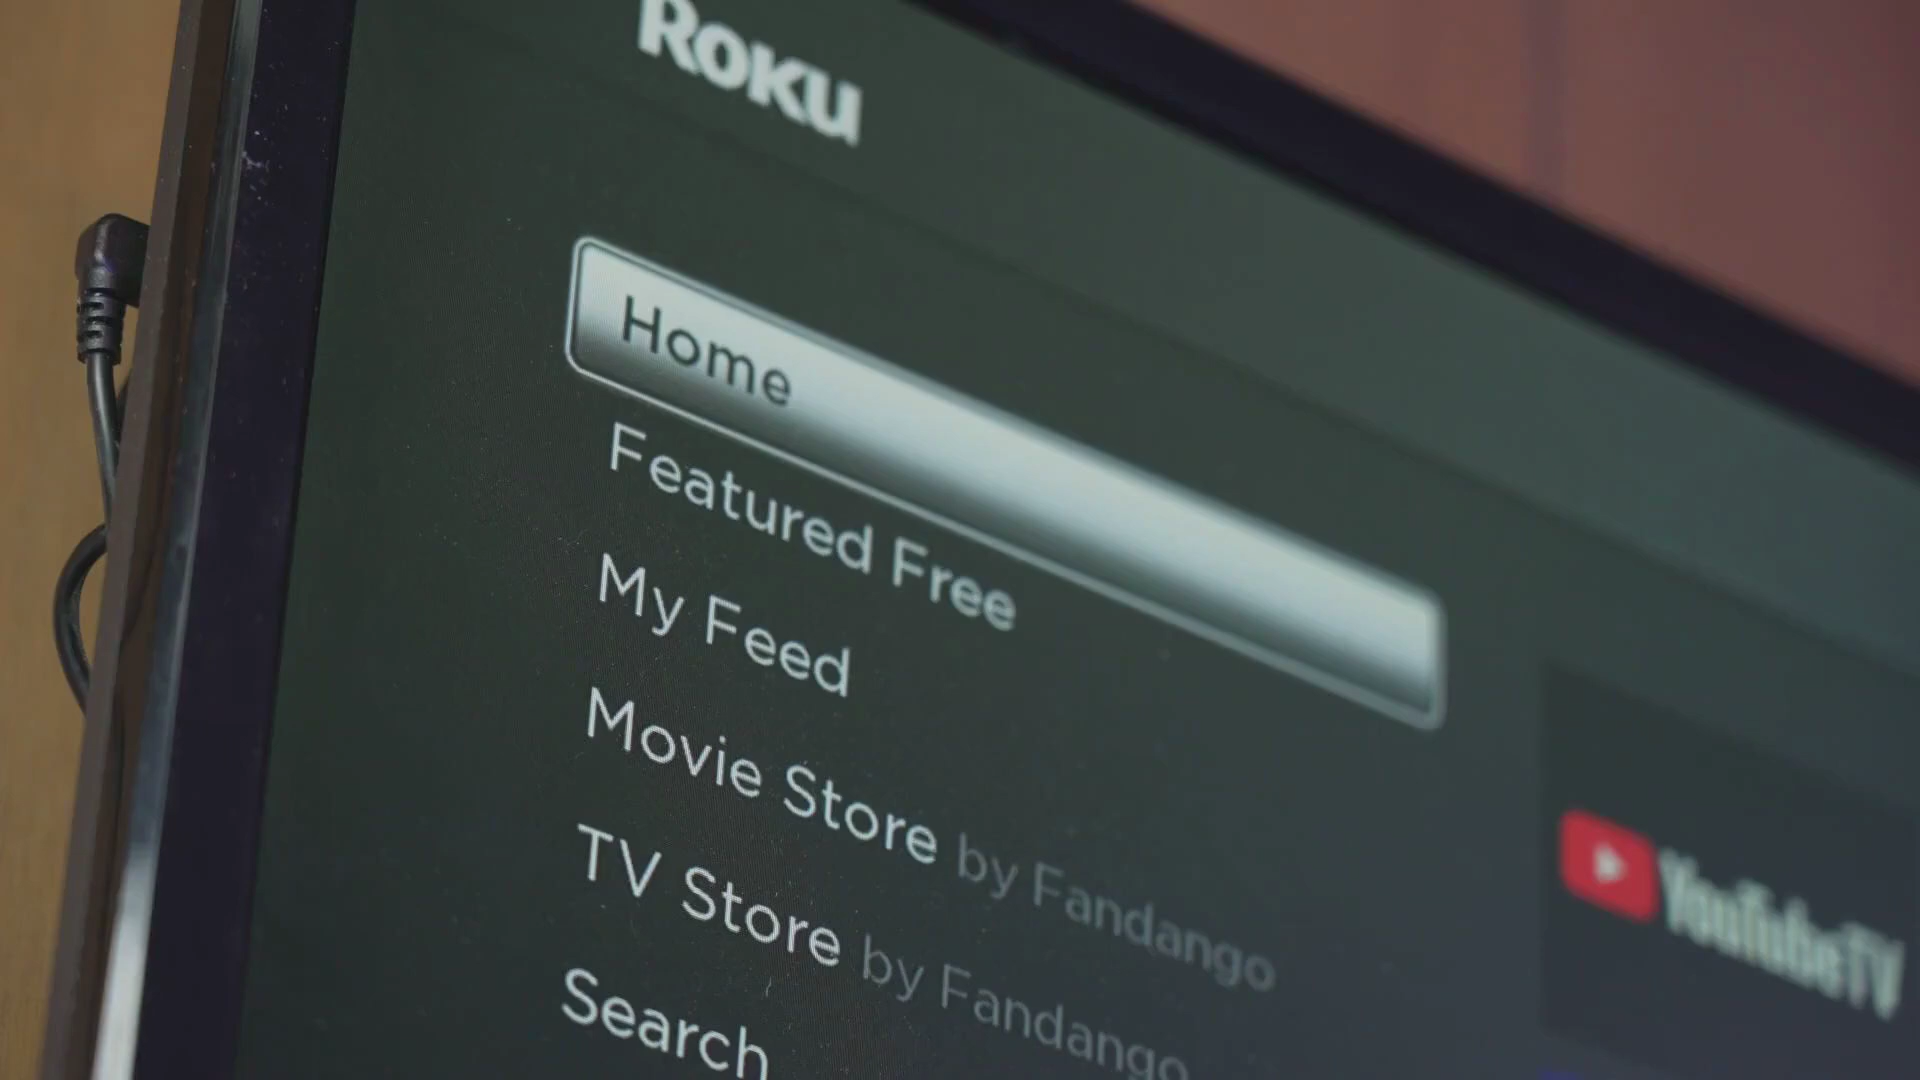 Roku
Home
Featured Free
My Feed
Movie Store by Fandango
TV Store by Fandango
Search
YouTubeTV